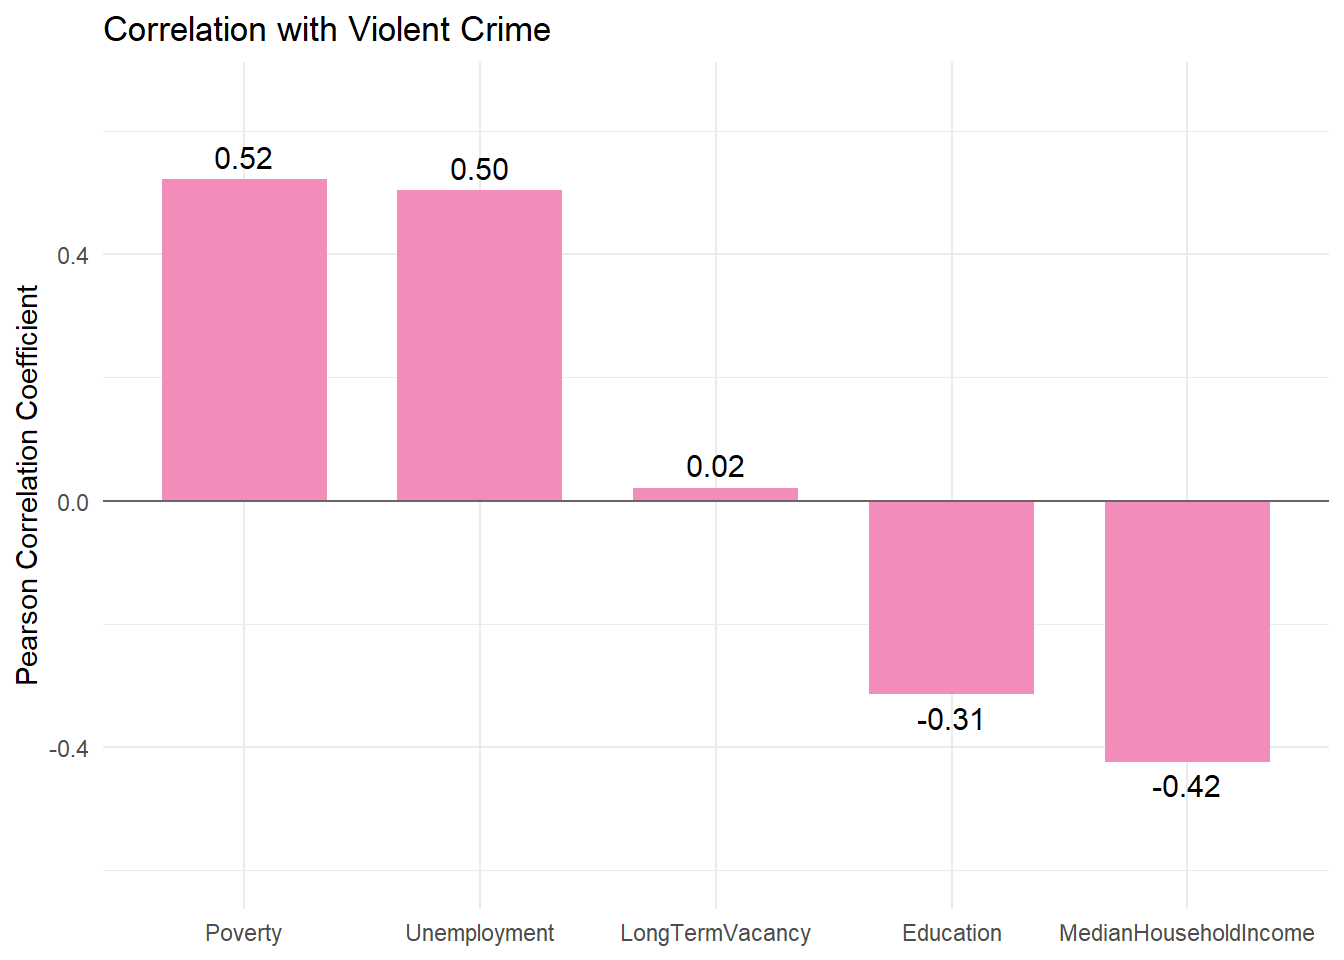 Correlation with Violent Crime
Pearson Correlation Coefficient
0.4
0.0
-0.4
0.52
0.50
0.02
-0.31
-0.42
Poverty
Unemployment
LongTermVacancy
Education
MedianHouseholdIncome